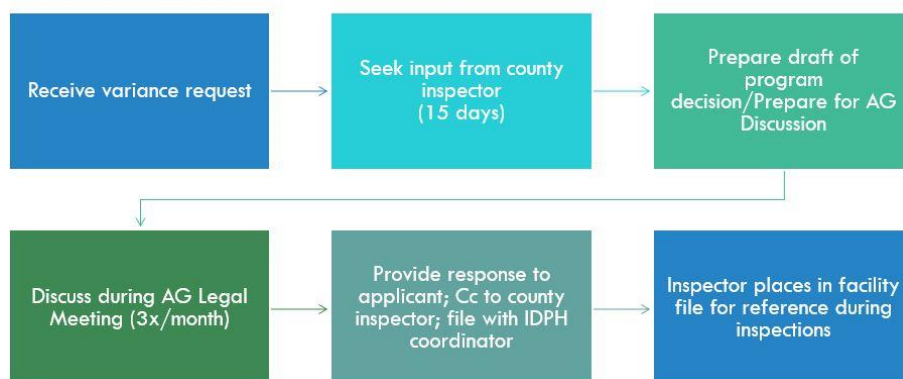 Receive variance request
Seek input from county
inspector
(15 days)
Prepare draft of
program
decision/Prepare for AG
Discussion
Discuss during AG Legal
Meeting (3x/month)
Provide response to
applicant; Cc to county
inspector; file with IDPH
coordinator
Inspector places in facility
file for reference during
inspections